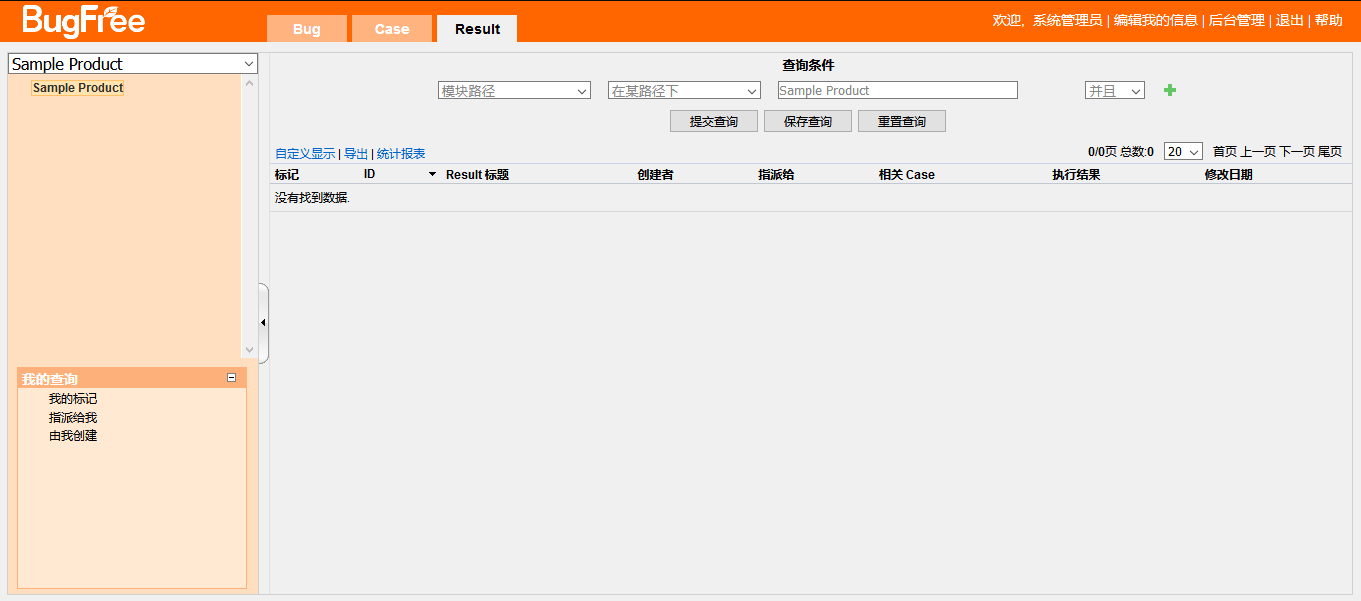 BugFree
Bug Case Result
欢迎, 系统管理员 | 编辑我的信息 | 后台管理 | 退出 | 帮助
Sample Product
Sample Product
我的查询
我的标记
指派给我
由我创建
查询条件
模块路径 在某路径下 Sample Product 并且
提交查询 保存查询 重置查询
自定义显示 | 导出 | 统计报表
0/0页 总数:0 20 首页 上一页 下一页 尾页
标记 ID Result 标题 创建者 指派给 相关 Case 执行结果 修改日期
没有找到数据.